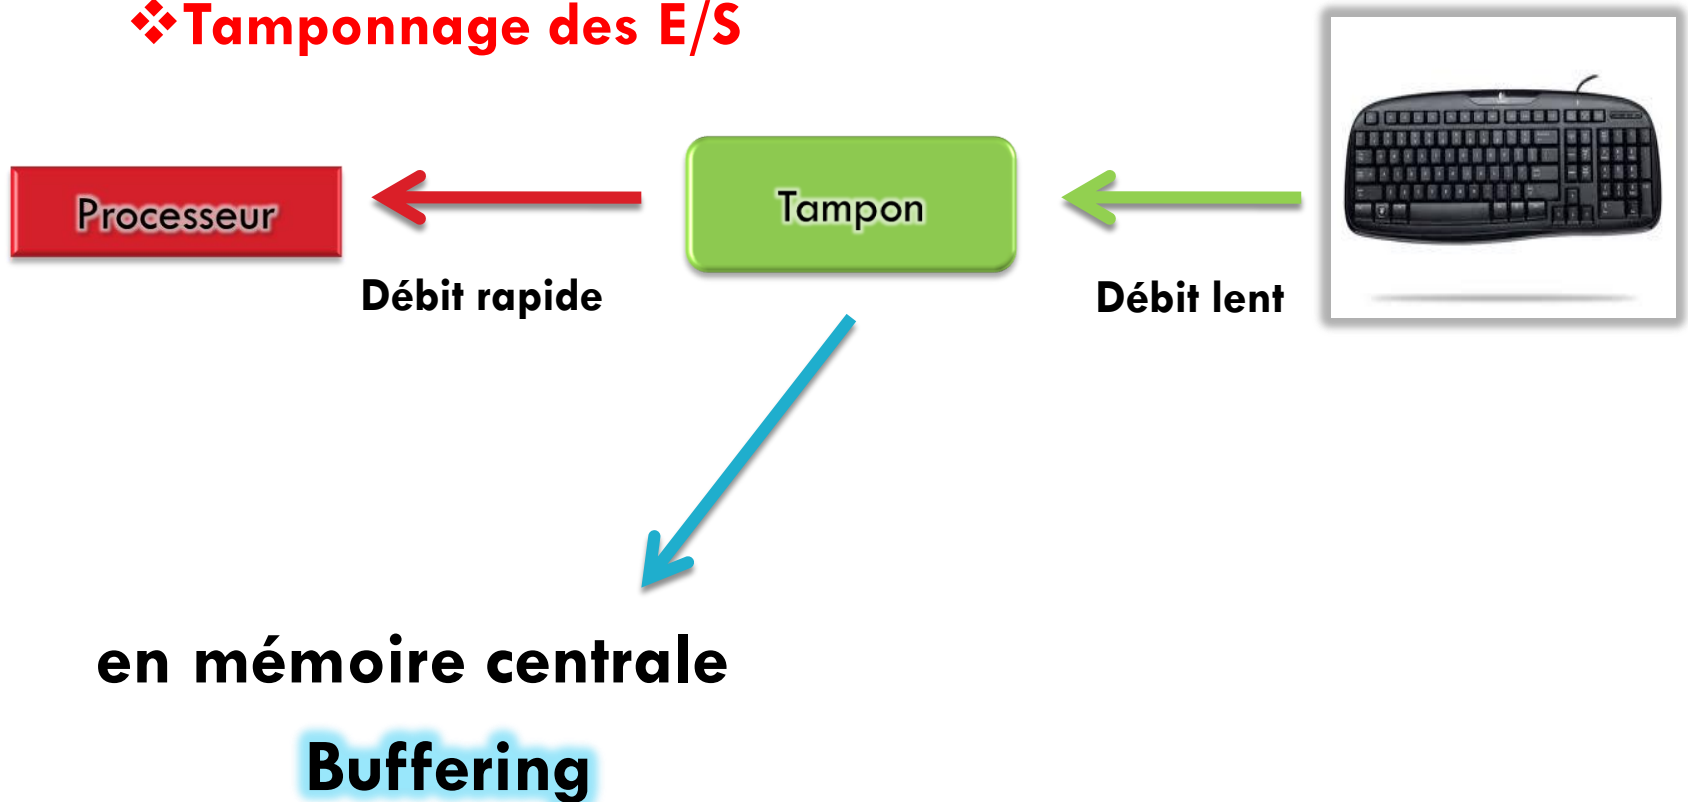 ❖Tamponnage des E/S
Processeur
Tampon
Débit rapide
Débit lent
en mémoire centrale
Buffering